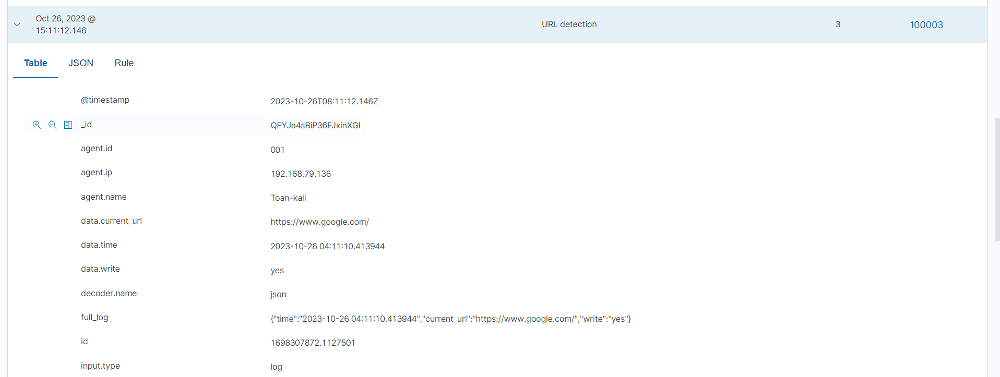 Oct 26, 2023 @
15:11:12.146
URL detection 3 100003
Table JSON Rule
@timestamp 2023-10-26T08:11:12.146Z
_id QFYJa4sBiP36FJxinXGl
agent.id 001
agent.ip 192.168.79.136
agent.name Toan-kali
data.current_url https://www.google.com/
data.time 2023-10-26 04:11:10.413944
data.write yes
decoder.name json
full_log {"time":"2023-10-26 04:11:10.413944","current_url":"https://www.google.com/","write":"yes"}
id 1698307872.1127501
input.type log